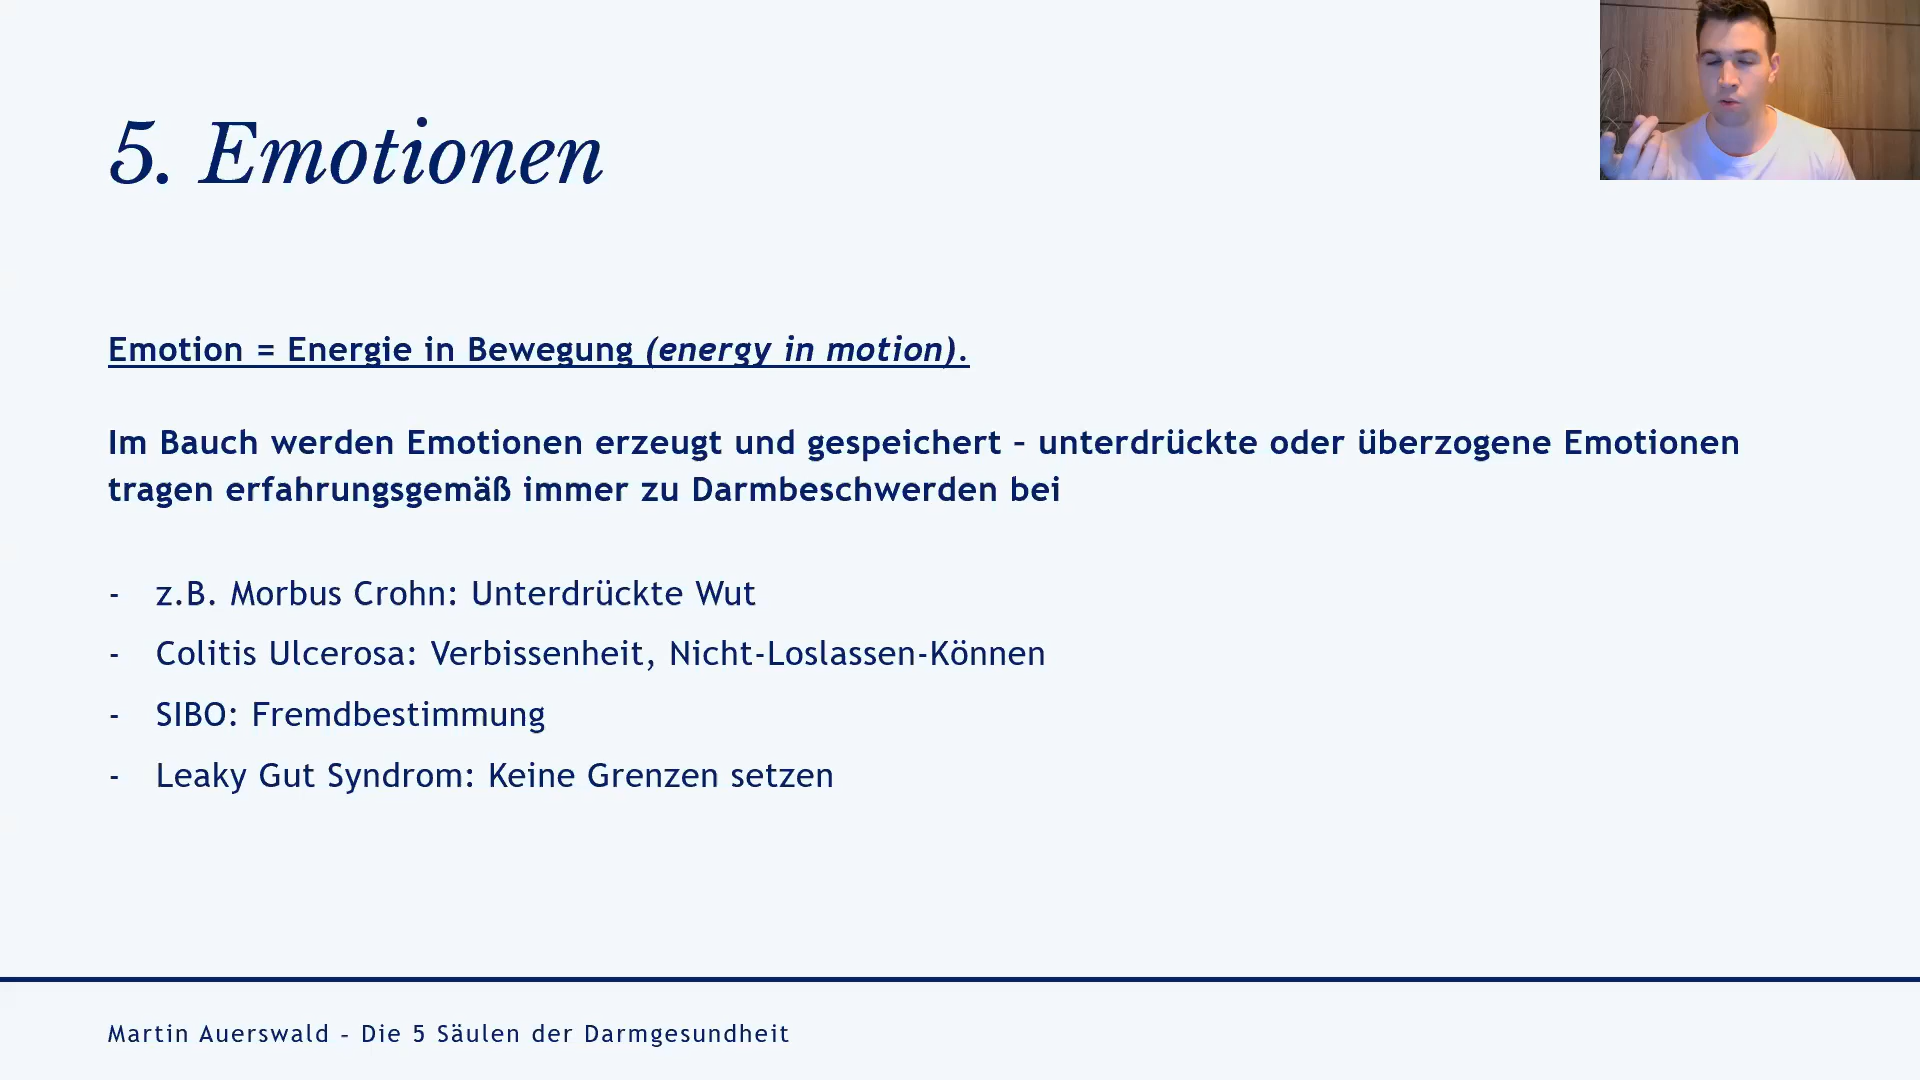 5. Emotionen
Emotion = Energie in Bewegung (energy in motion).
Im Bauch werden Emotionen erzeugt und gespeichert – unterdrückte oder überzogene Emotionen
tragen erfahrungsgemäß immer zu Darmbeschwerden bei
- z.B. Morbus Crohn: Unterdrückte Wut
- Colitis Ulcerosa: Verbissenheit, Nicht-Loslassen-Können
- SIBO: Fremdbestimmung
- Leaky Gut Syndrom: Keine Grenzen setzen
Martin Auerswald – Die 5 Säulen der Darmgesundheit